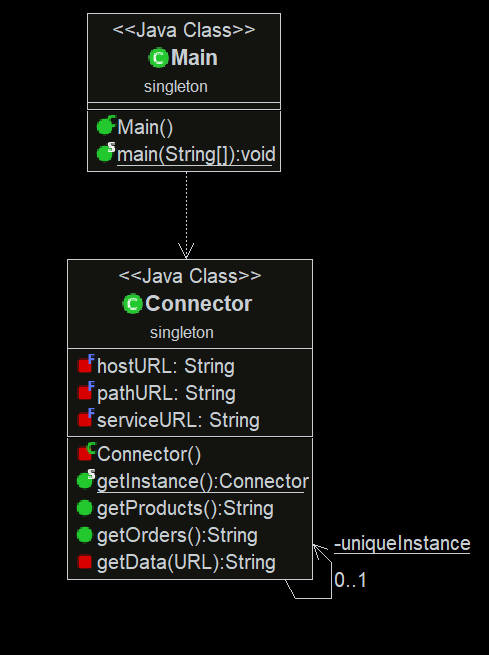 <<Java Class>>
C Main
singleton
C Main()
S main(String[]):void
<<Java Class>>
C Connector
singleton
F hostURL: String
F pathURL: String
F serviceURL: String
C Connector()
S getInstance():Connector
getProducts():String
getOrders():String
getData(URL):String
-uniqueInstance
0..1